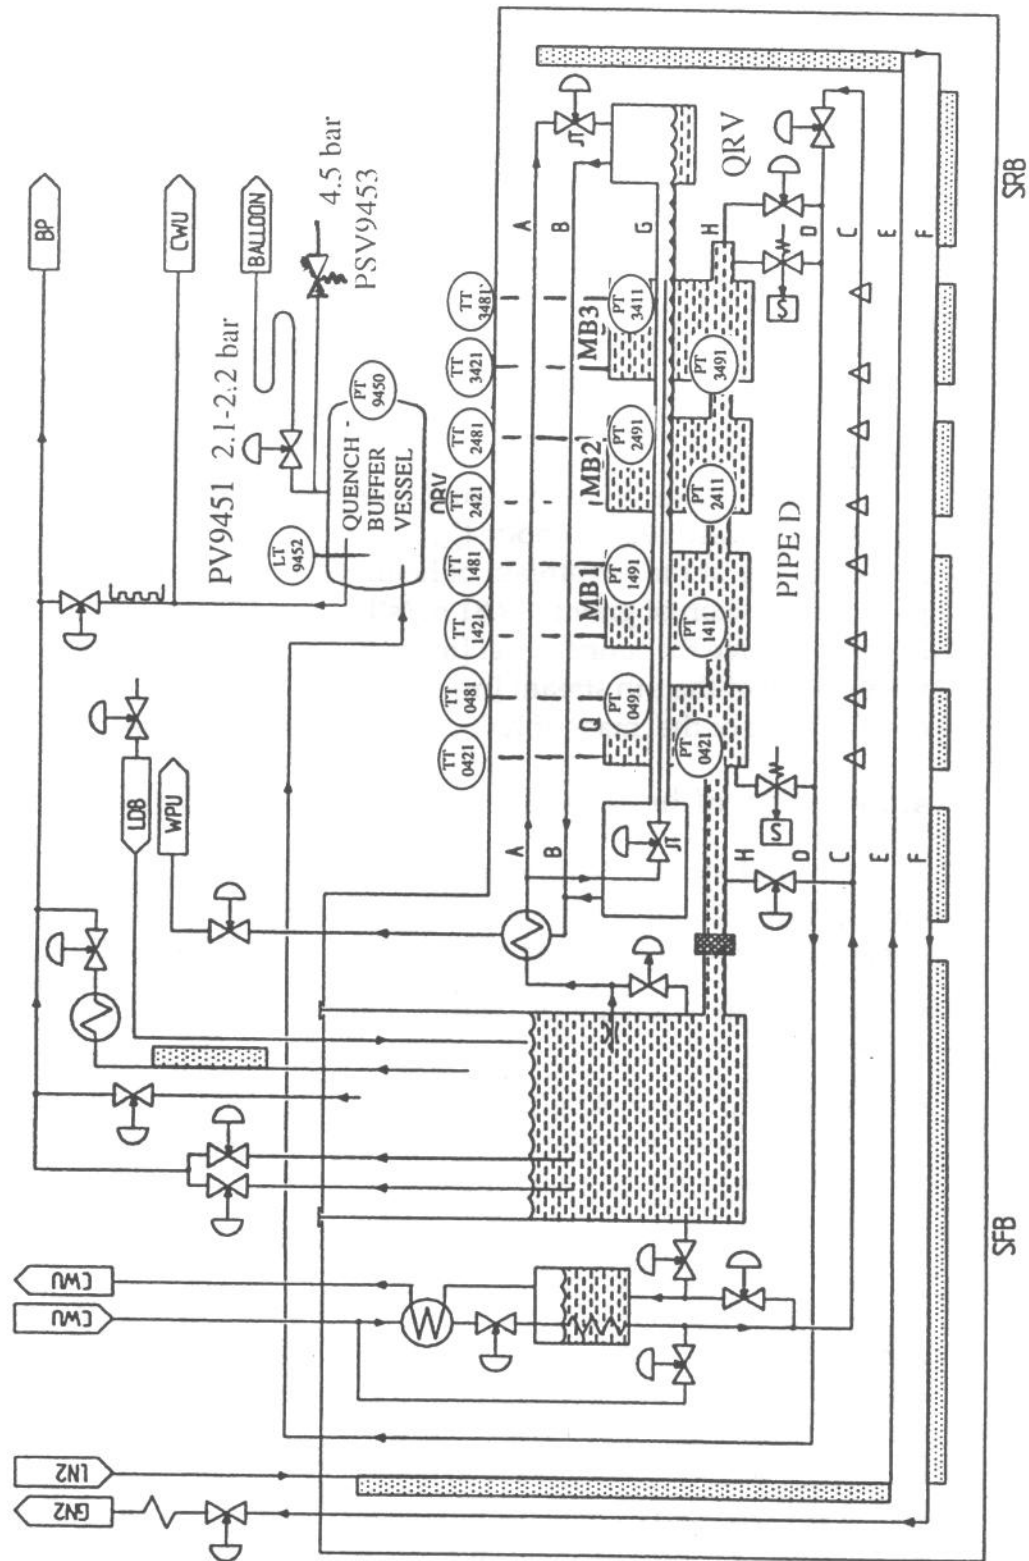 BP
CWU
BALLOON
4.5 bar
PSV9453
PV9451 2.1-2.2 bar
QUENCH -
BUFFER
VESSEL
PT
9450
LT
9452
LDB
WPU
TT
3481
TT
3421
TT
2481
TT
2421
TT
1481
TT
1421
TT
0481
TT
0421
JT
A
B
G
H
QRV
D
C
E
F
SRB
S
MB3
PT
3411
PT
3491
MB2
PT
2491
PT
2411
MB1
PT
1491
PT
1411
Q
PT
0491
PT
0421
PIPE D
A
B
JT
S
H
D
C
E
F
CWU
CWU
LN2
GN2
SFB